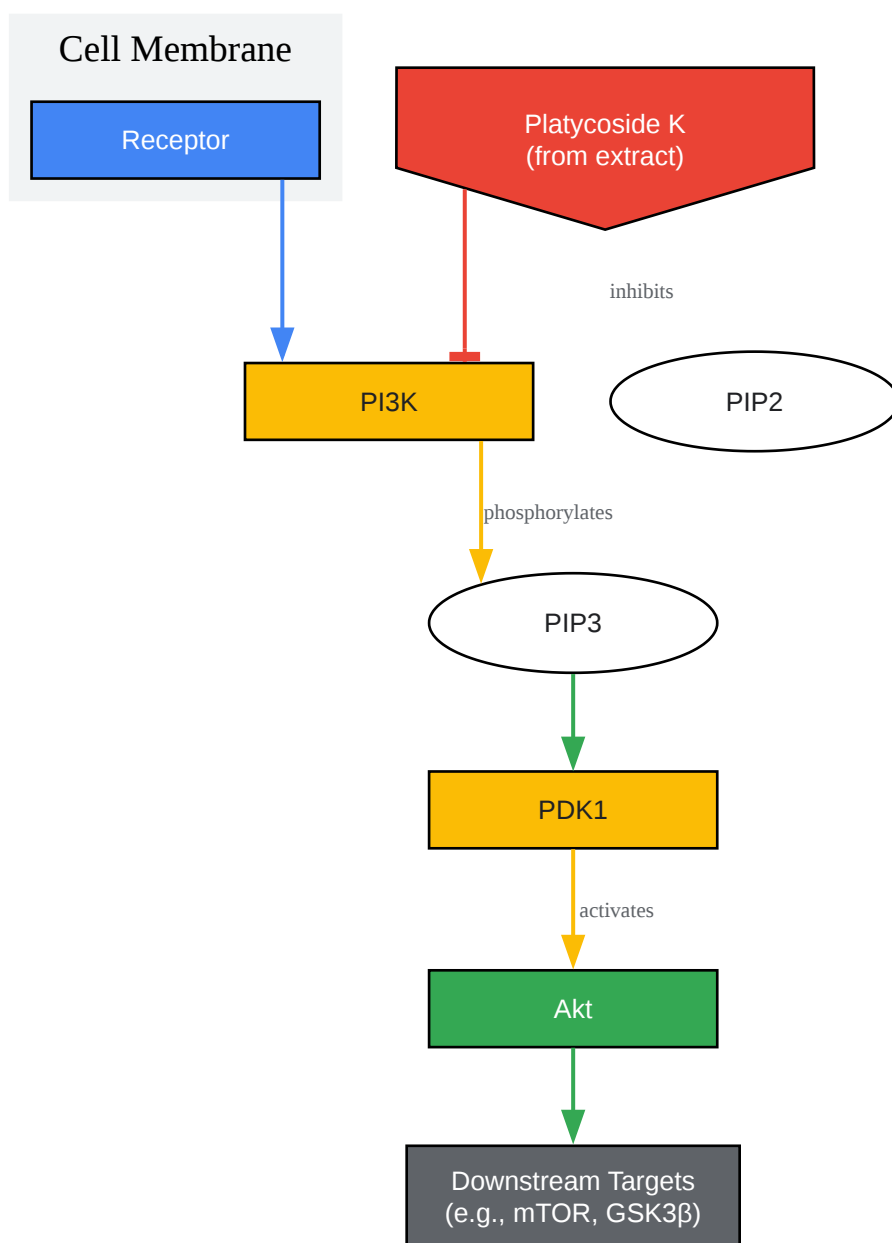 Cell Membrane
Receptor
Platycoside K
(from extract)
inhibits
PI3K
PIP2
phosphorylates
PIP3
PDK1
activates
Akt
Downstream Targets
(e.g., mTOR, GSK3β)